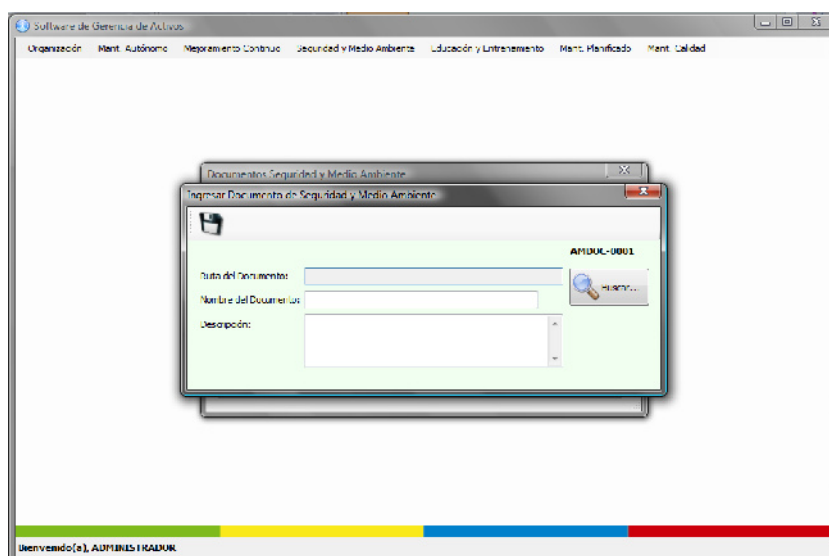 Software de Gerencia de Activos
Organización Mant. Autónomo Mejoramiento Continuo Seguridad y Medio Ambiente Educación y Entrenamiento Mant. Planificado Mant. Calidad
Documentos Seguridad y Medio Ambiente
Ingresar Documento de Seguridad y Medio Ambiente
AMDOC-0001
Ruta del Documento:
Buscar...
Nombre del Documento:
Descripción:
Bienvenido(a), ADMINISTRADOR